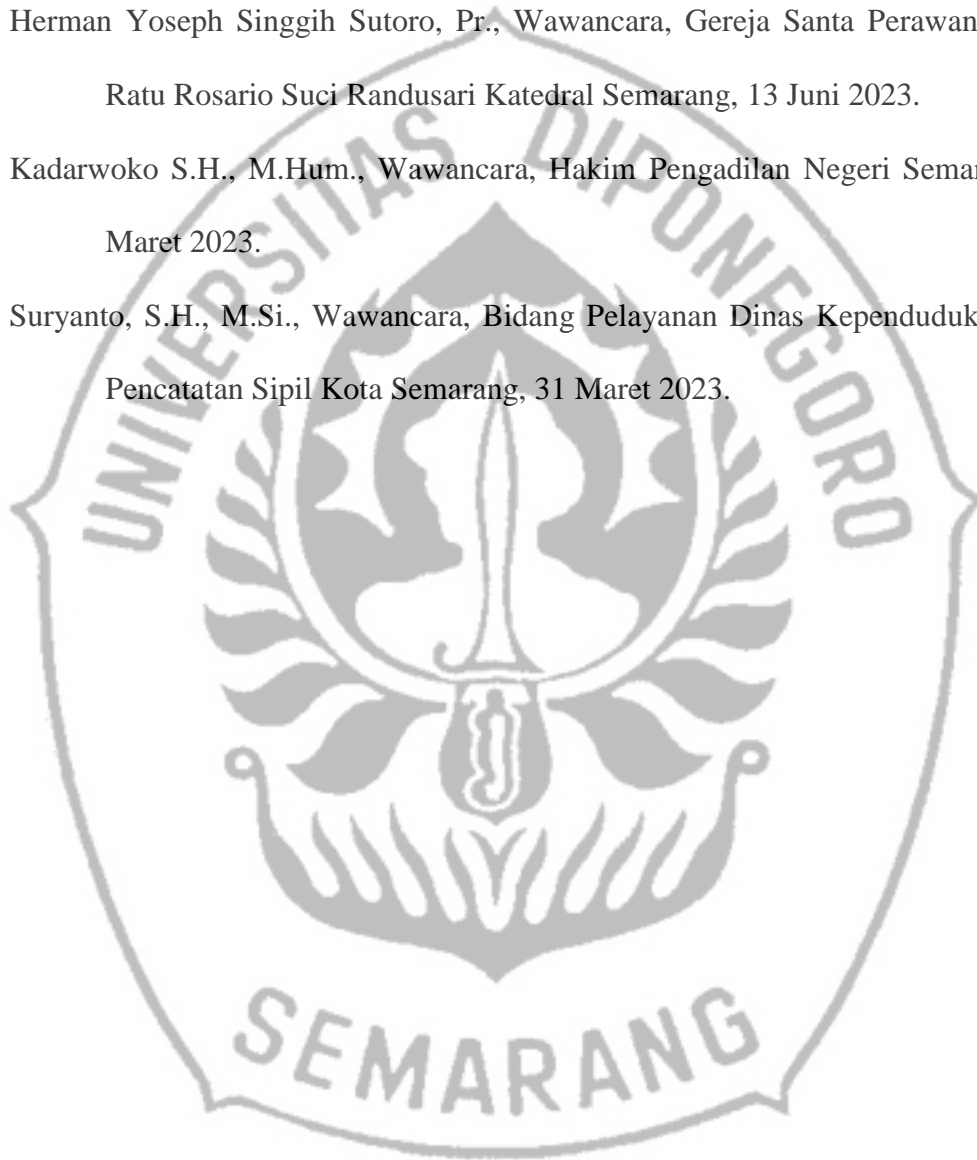 Herman Yoseph Singgih Sutoro, Pr., Wawancara, Gereja Santa Perawan
Ratu Rosario Suci Randusari Katedral Semarang, 13 Juni 2023.
Kadarwoko S.H., M.Hum., Wawancara, Hakim Pengadilan Negeri
Maret 2023.
Suryanto, S.H., M.Si., Wawancara, Bidang Pelayanan Dinas
Pencatatan Sipil Kota Semarang, 31 Maret 2023.
UNIVERSITAS DIPONEGORO
SEMARANG